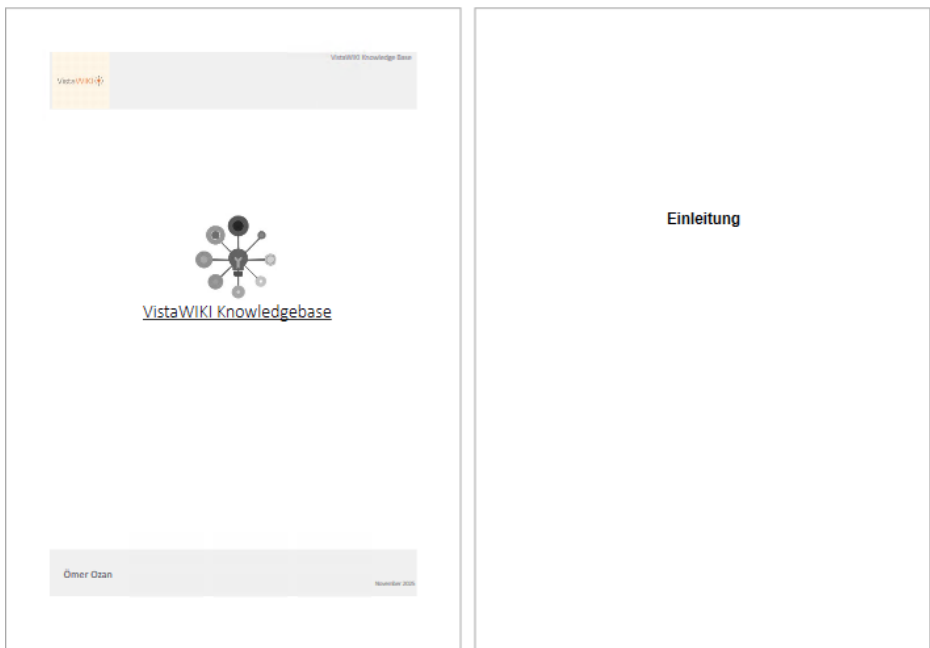 VistaWIKI Knowledge Base
VistaWIKI
VistaWIKI Knowledgebase
Ömer Ozan
November 2025
Einleitung